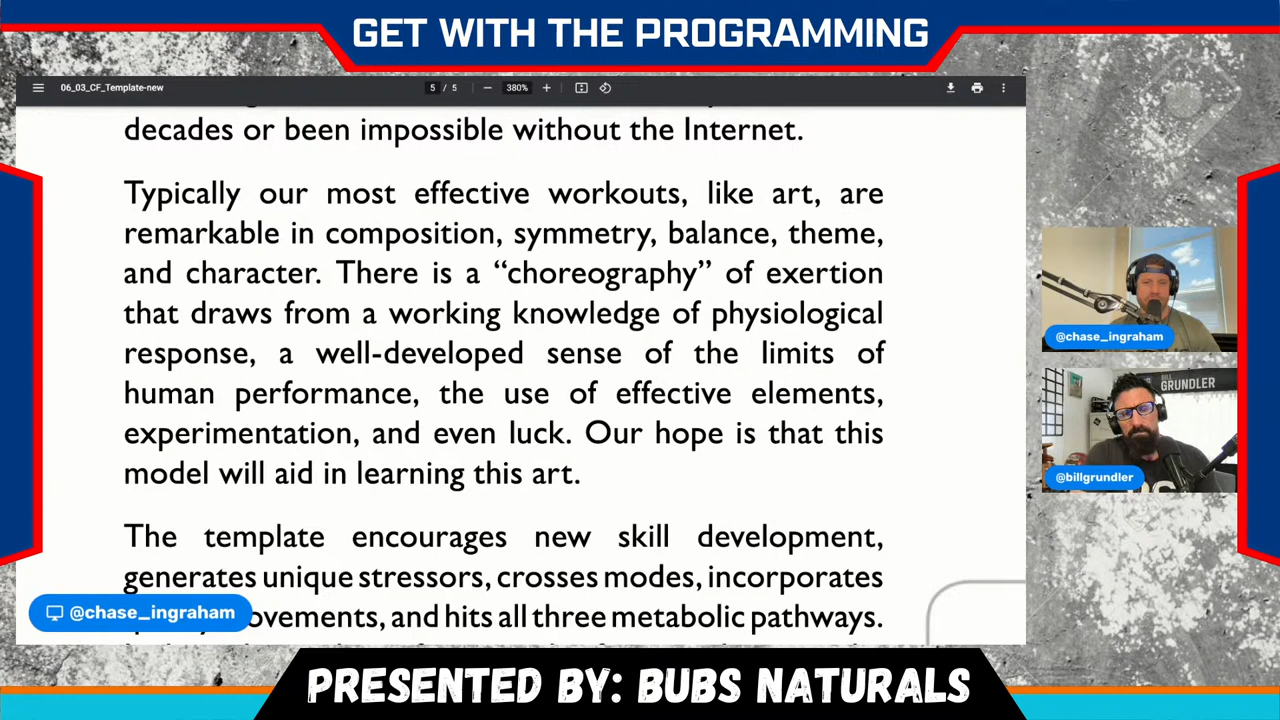 GET WITH THE PROGRAMMING
06_03_CF_Template-new
5 / 5
380%
decades or been impossible without the Internet.
Typically our most effective workouts, like art, are
remarkable in composition, symmetry, balance, theme,
and character. There is a “choreography” of exertion
that draws from a working knowledge of physiological
response, a well-developed sense of the limits of
human performance, the use of effective elements,
experimentation, and even luck. Our hope is that this
model will aid in learning this art.
The template encourages new skill development,
generates unique stressors, crosses modes, incorporates
ovements, and hits all three metabolic pathways.
@chase_ingraham
@chase_ingraham
BILL
GRUNDLER
@billgrundler
PRESENTED BY: BUBS NATURALS